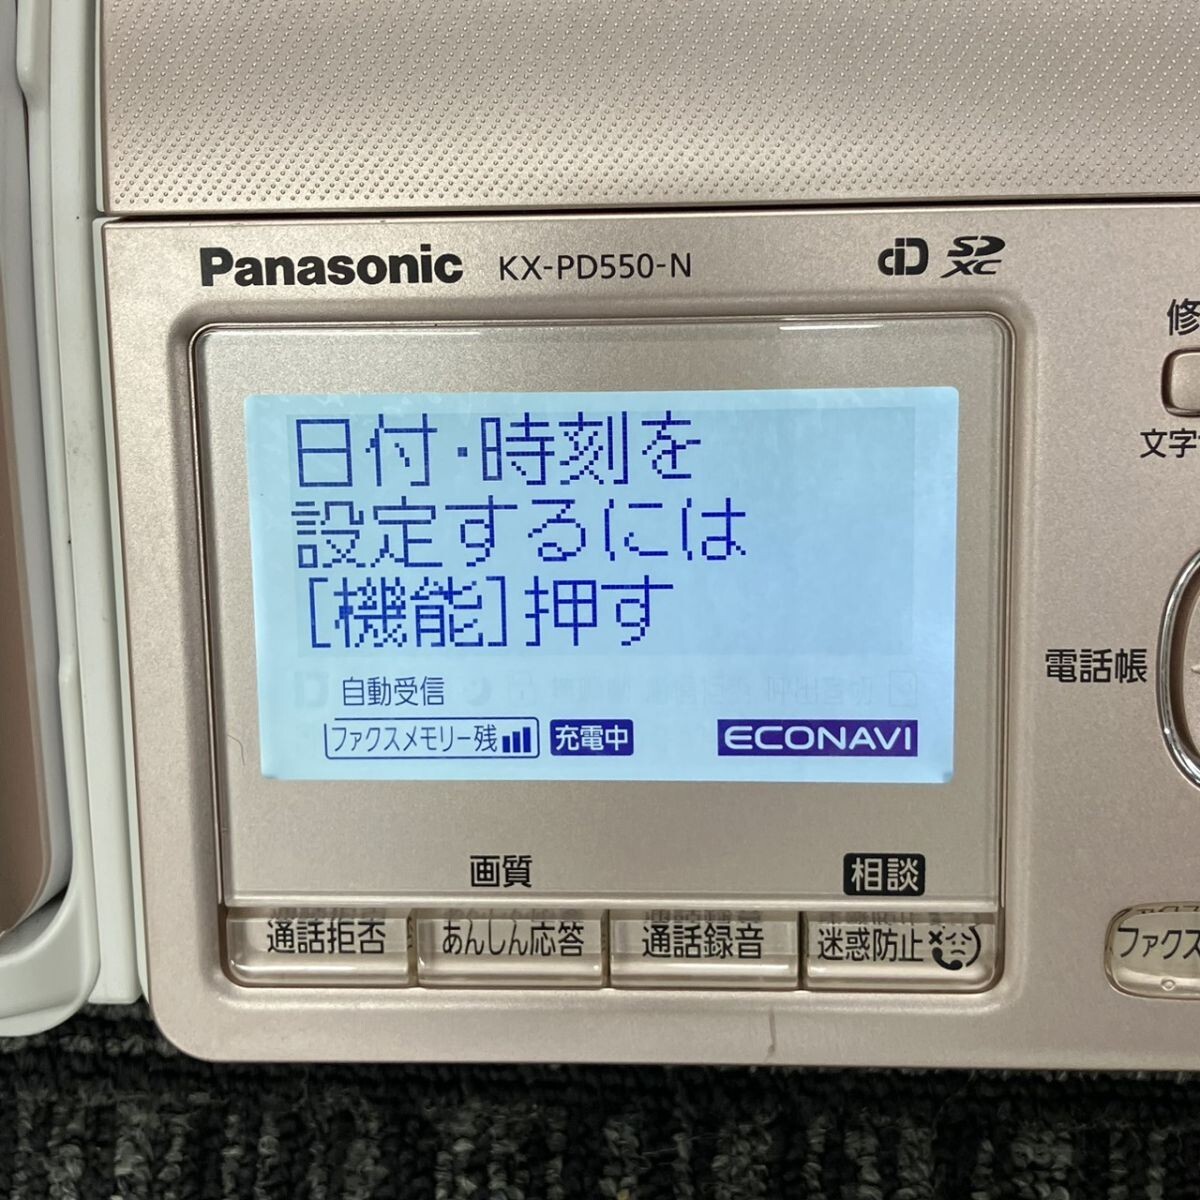 Panasonic KX-PD550-N iD SD XC
修
文字
日付・時刻を
設定するには
[機能]押す
電話帳
自動受信
ファクスメモリー残 充電中 ECONAVI
画質 相談
通話拒否 あんしん応答 通話録音 迷惑防止 ファクス